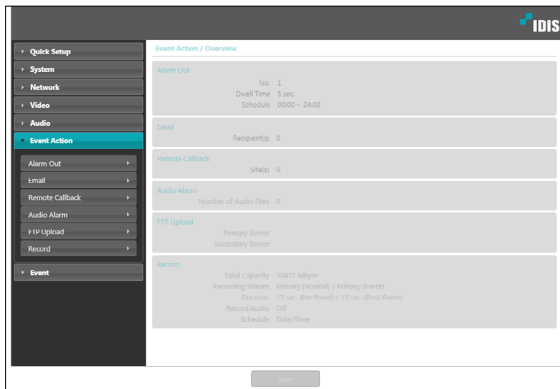 IDIS
Quick Setup
System
Network
Video
Audio
Event Action
Alarm Out
Email
Remote Callback
Audio Alarm
FTP Upload
Record
Event
Event Action / Overview
Alarm Out
No. 1
Dwell Time 5 sec.
Schedule 00:00 - 24:00
Email
Recipient(s) 0
Remote Callback
Site(s) 0
Audio Alarm
Number of Audio Files 0
FTP Upload
Primary Server
Secondary Server
Record
Total Capacity Mbyte
Recording Stream Primary (Normal) / Primary (Event)
Duration 15 sec. (Pre-Event) / 15 sec. (Post-Event)
Record Audio Off
Schedule Date/Time